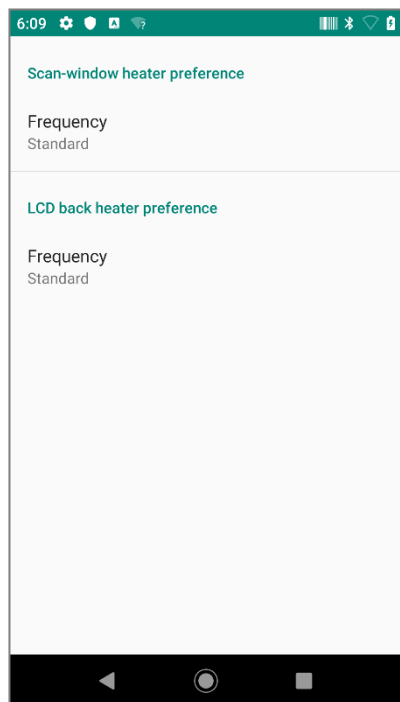 6:09
Scan-window heater preference
Frequency
Standard
LCD back heater preference
Frequency
Standard